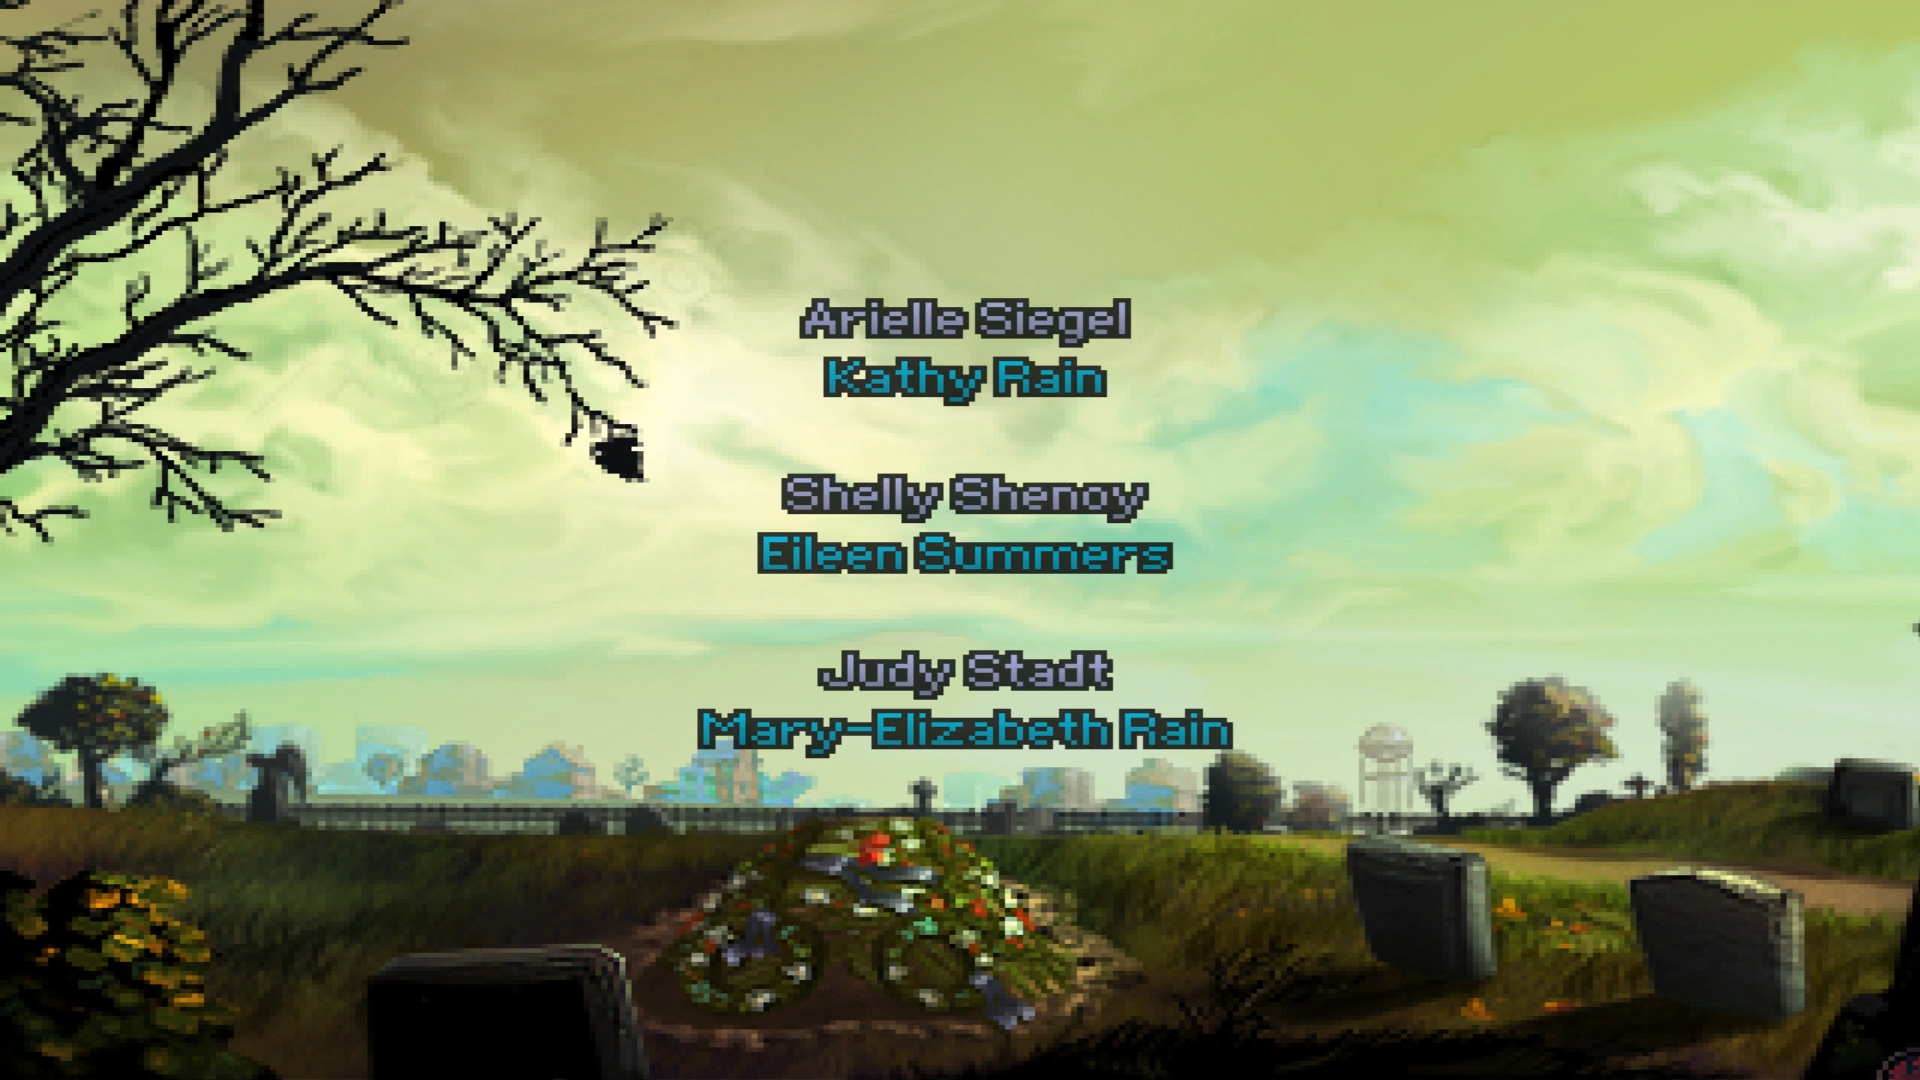 Arielle Siegel
Kathy Rain
Shelly Shenoy
Eileen Summers
Judy Stadt
Mary-Elizabeth Rain